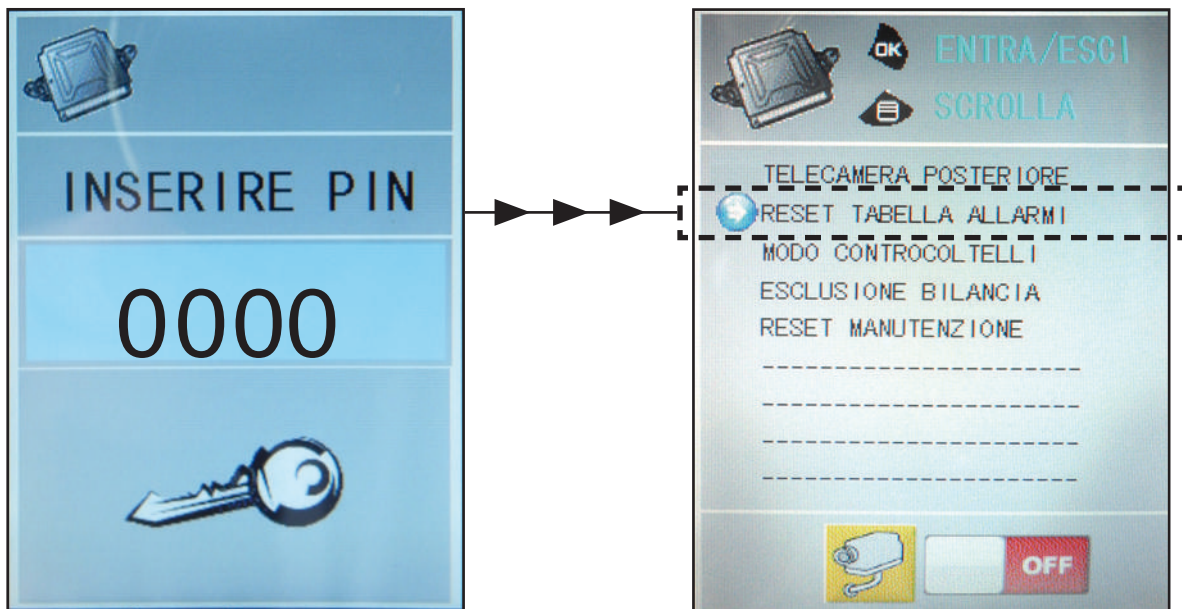 INSERIRE PIN
0000
OK ENTRA/ESCI
SCROLLA
TELECAMERA POSTERIORE
RESET TABELLA ALLARMI
MODO CONTROCOLTELLI
ESCLUSIONE BILANCIA
RESET MANUTENZIONE
OFF